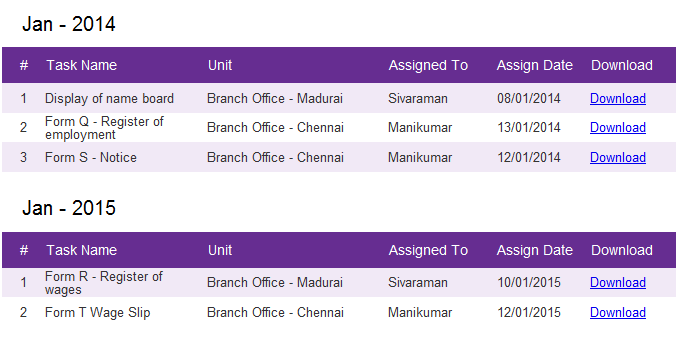 Jan - 2014
# Task Name Unit Assigned To Assign Date Download
1 Display of name board Branch Office - Madurai Sivaraman 08/01/2014 Download
2 Form Q - Register of employment Branch Office - Chennai Manikumar 13/01/2014 Download
3 Form S - Notice Branch Office - Chennai Manikumar 12/01/2014 Download
Jan - 2015
# Task Name Unit Assigned To Assign Date Download
1 Form R - Register of wages Branch Office - Madurai Sivaraman 10/01/2015 Download
2 Form T Wage Slip Branch Office - Chennai Manikumar 12/01/2015 Download